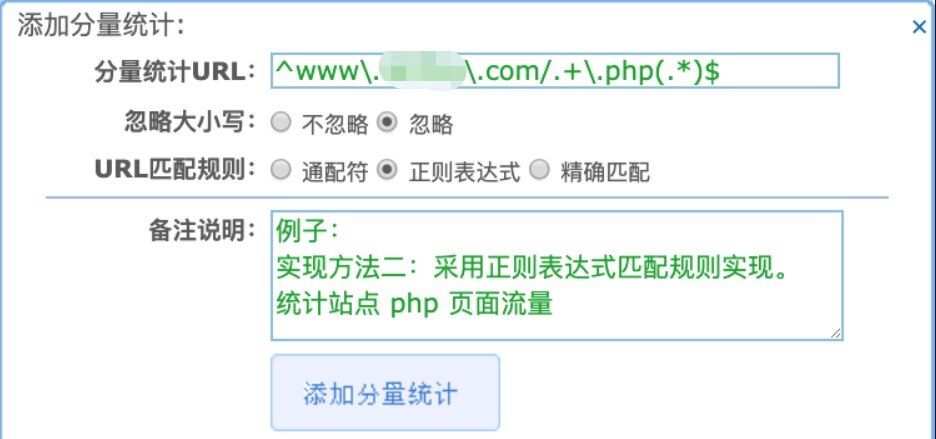 添加分量统计：
×
分量统计URL： ^www\.\.com/.+\.php(.*)$
忽略大小写： 不忽略 忽略
URL匹配规则： 通配符 正则表达式 精确匹配
备注说明： 例子：
实现方法二：采用正则表达式匹配规则实现。
统计站点 php 页面流量
添加分量统计